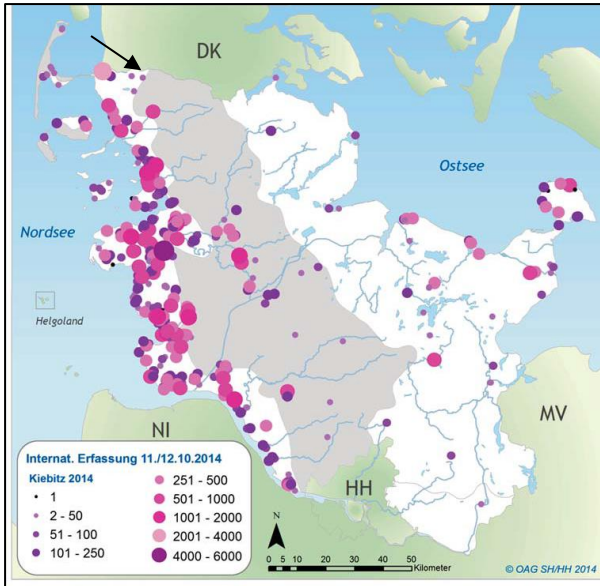 DK
Ostsee
Nordsee
Helgoland
MV
NI
HH
Internat. Erfassung 11./12.10.2014
Kiebitz 2014
1
2 - 50
51 - 100
101 - 250
251 - 500
501 - 1000
1001 - 2000
2001 - 4000
4000 - 6000
N
0 5 10 20 30 40 50
Kilometer
© OAG SH/HH 2014